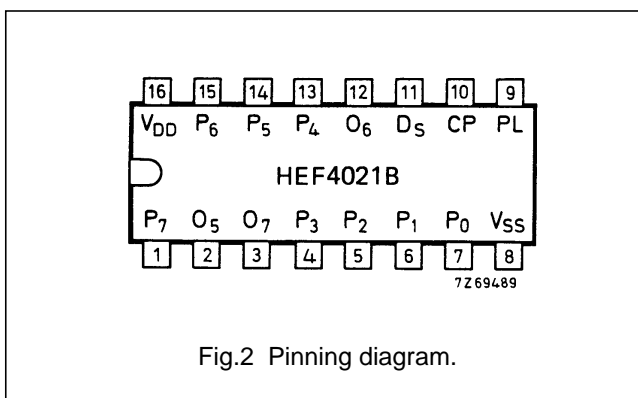 16 15 14 13 12 11 10 9
VDD P6 P5 P4 O6 DS CP PL
HEF4021B
P7 O5 O7 P3 P2 P1 P0 VSS
1 2 3 4 5 6 7 8
7Z69489
Fig.2 Pinning diagram.